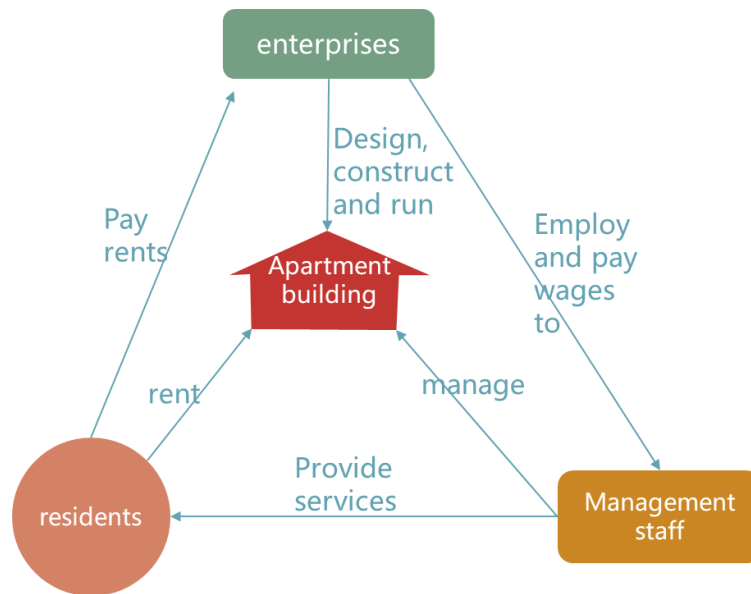 enterprises
Design,
construct
and run
Pay
rents
Employ
and pay
wages
to
Apartment
building
rent
manage
Provide
services
residents
Management
staff